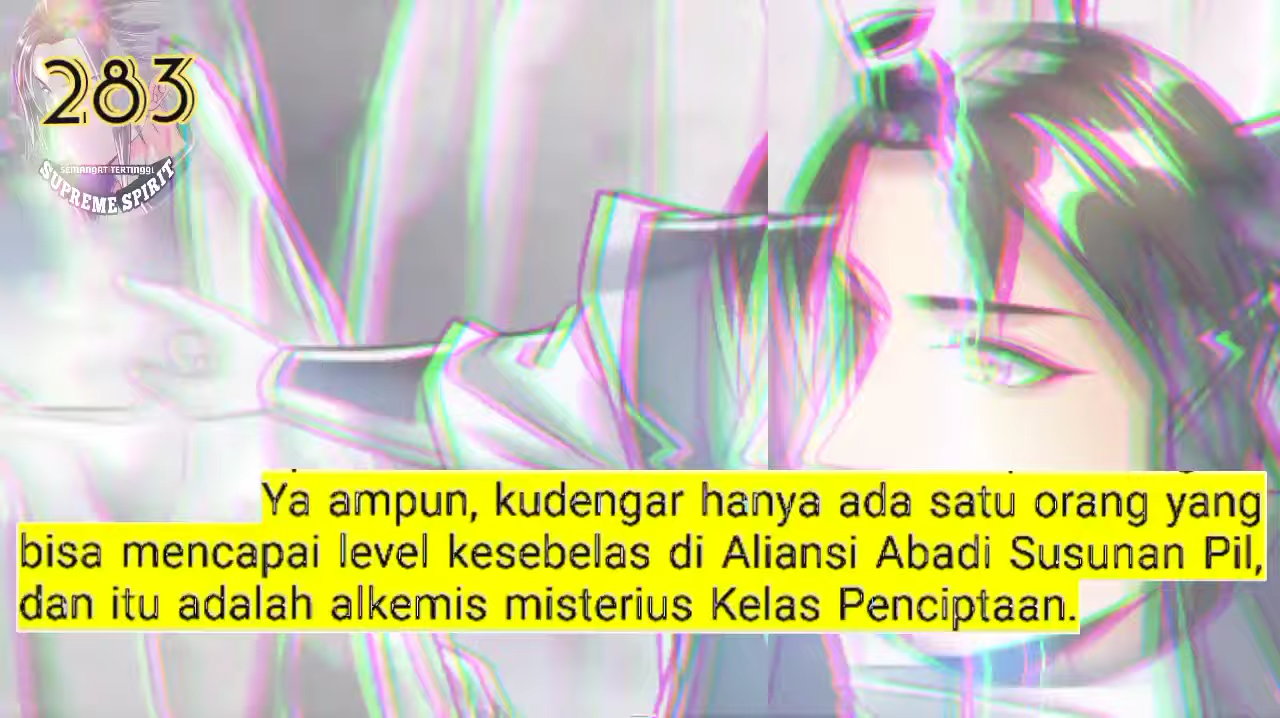 283
SEMANGAT TERTINGGI
SUPREME SPIRIT
Ya ampun, kudengar hanya ada satu orang yang
bisa mencapai level kesebelas di Aliansi Abadi Susunan Pil,
dan itu adalah alkemis misterius Kelas Penciptaan.